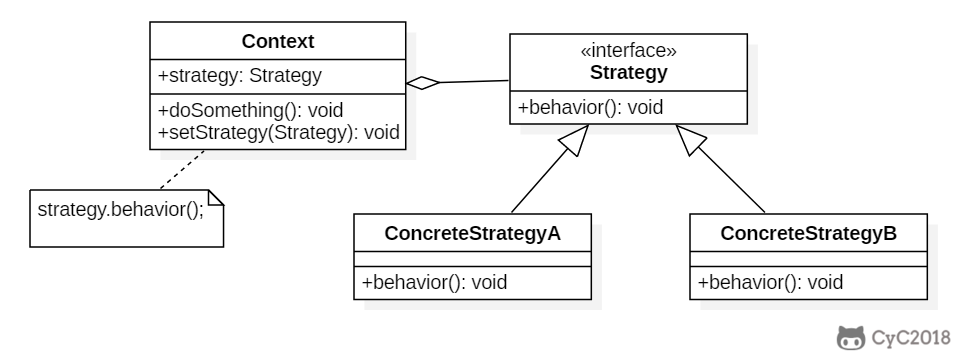 Context
+strategy: Strategy
+doSomething(): void
+setStrategy(Strategy): void
«interface»
Strategy
+behavior(): void
strategy.behavior();
ConcreteStrategyA
+behavior(): void
ConcreteStrategyB
+behavior(): void
CyC2018